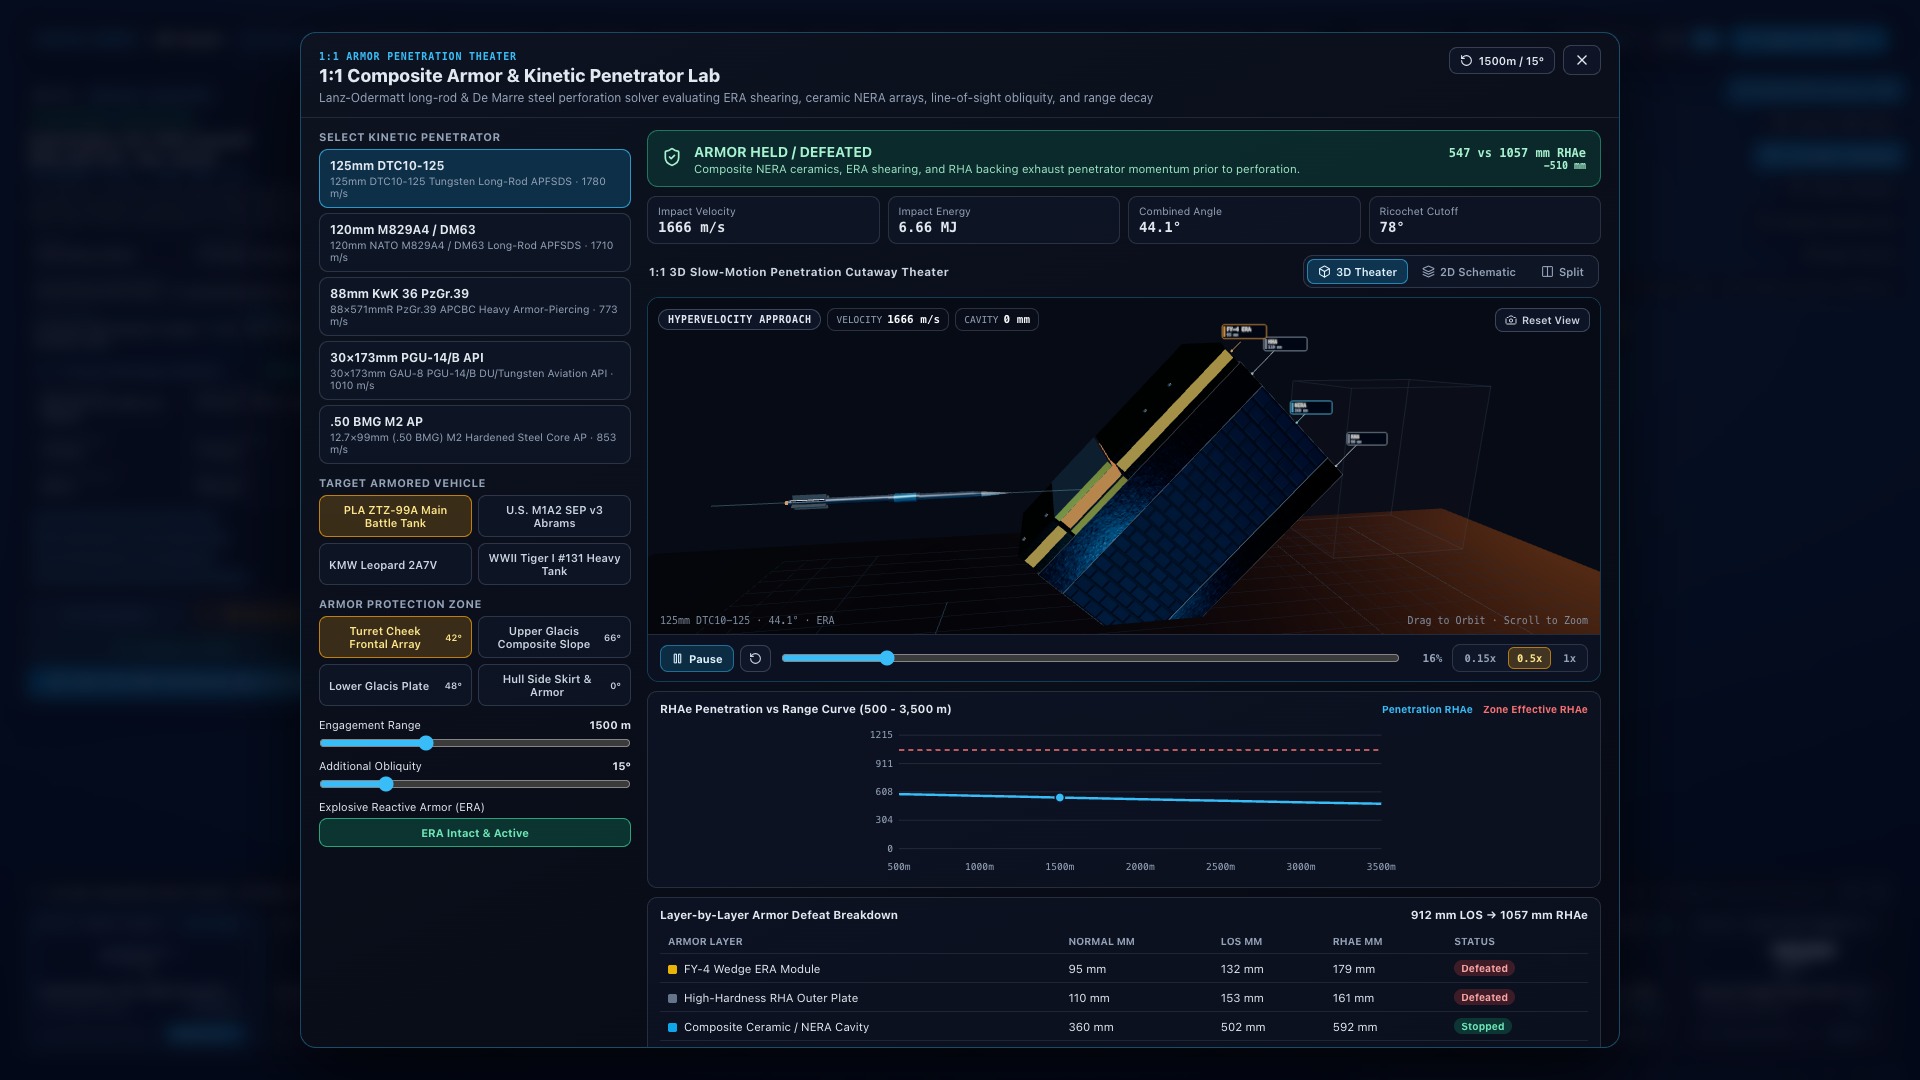 1:1 ARMOR PENETRATION THEATER
1:1 Composite Armor & Kinetic Penetrator Lab
Lanz-Odermatt long-rod & De Marre steel perforation solver evaluating ERA shearing, ceramic NERA arrays, line-of-sight obliquity, and range decay
1500m / 15°
SELECT KINETIC PENETRATOR
125mm DTC10-125
125mm DTC10-125 Tungsten Long-Rod APFSDS · 1780
m/s
120mm M829A4 / DM63
120mm NATO M829A4 / DM63 Long-Rod APFSDS · 1710
m/s
88mm KwK 36 PzGr.39
88×571mmR PzGr.39 APCBC Heavy Armor-Piercing · 773
m/s
30×173mm PGU-14/B API
30×173mm GAU-8 PGU-14/B DU/Tungsten Aviation API ·
1010 m/s
.50 BMG M2 AP
12.7×99mm (.50 BMG) M2 Hardened Steel Core AP · 853
m/s
TARGET ARMORED VEHICLE
PLA ZTZ-99A Main
Battle Tank
U.S. M1A2 SEP v3
Abrams
KMW Leopard 2A7V
WWII Tiger I #131 Heavy
Tank
ARMOR PROTECTION ZONE
Turret Cheek
Frontal Array
42°
Upper Glacis
Composite Slope
66°
Lower Glacis Plate
48°
Hull Side Skirt &
Armor
0°
Engagement Range 1500 m
Additional Obliquity 15°
Explosive Reactive Armor (ERA)
ERA Intact & Active
ARMOR HELD / DEFEATED
Composite NERA ceramics, ERA shearing, and RHA backing exhaust penetrator momentum prior to perforation.
547 vs 1057 mm RHAe
−510 mm
Impact Velocity
1666 m/s
Impact Energy
6.66 MJ
Combined Angle
44.1°
Ricochet Cutoff
78°
1:1 3D Slow-Motion Penetration Cutaway Theater
3D Theater
2D Schematic
Split
HYPERVELOCITY APPROACH
VELOCITY 1666 m/s
CAVITY 0 mm
Reset View
FY-4 ERA
NERA
125mm DTC10-125 · 44.1° · ERA
Drag to Orbit · Scroll to Zoom
Pause
16%
0.15x
0.5x
1x
RHAe Penetration vs Range Curve (500 - 3,500 m)
Penetration RHAe
Zone Effective RHAe
1215
911
608
304
0
500m 1000m 1500m 2000m 2500m 3000m 3500m
Layer-by-Layer Armor Defeat Breakdown
912 mm LOS → 1057 mm RHAe
ARMOR LAYER NORMAL MM LOS MM RHAE MM STATUS
FY-4 Wedge ERA Module 95 mm 132 mm 179 mm Defeated
High-Hardness RHA Outer Plate 110 mm 153 mm 161 mm Defeated
Composite Ceramic / NERA Cavity 360 mm 502 mm 592 mm Stopped